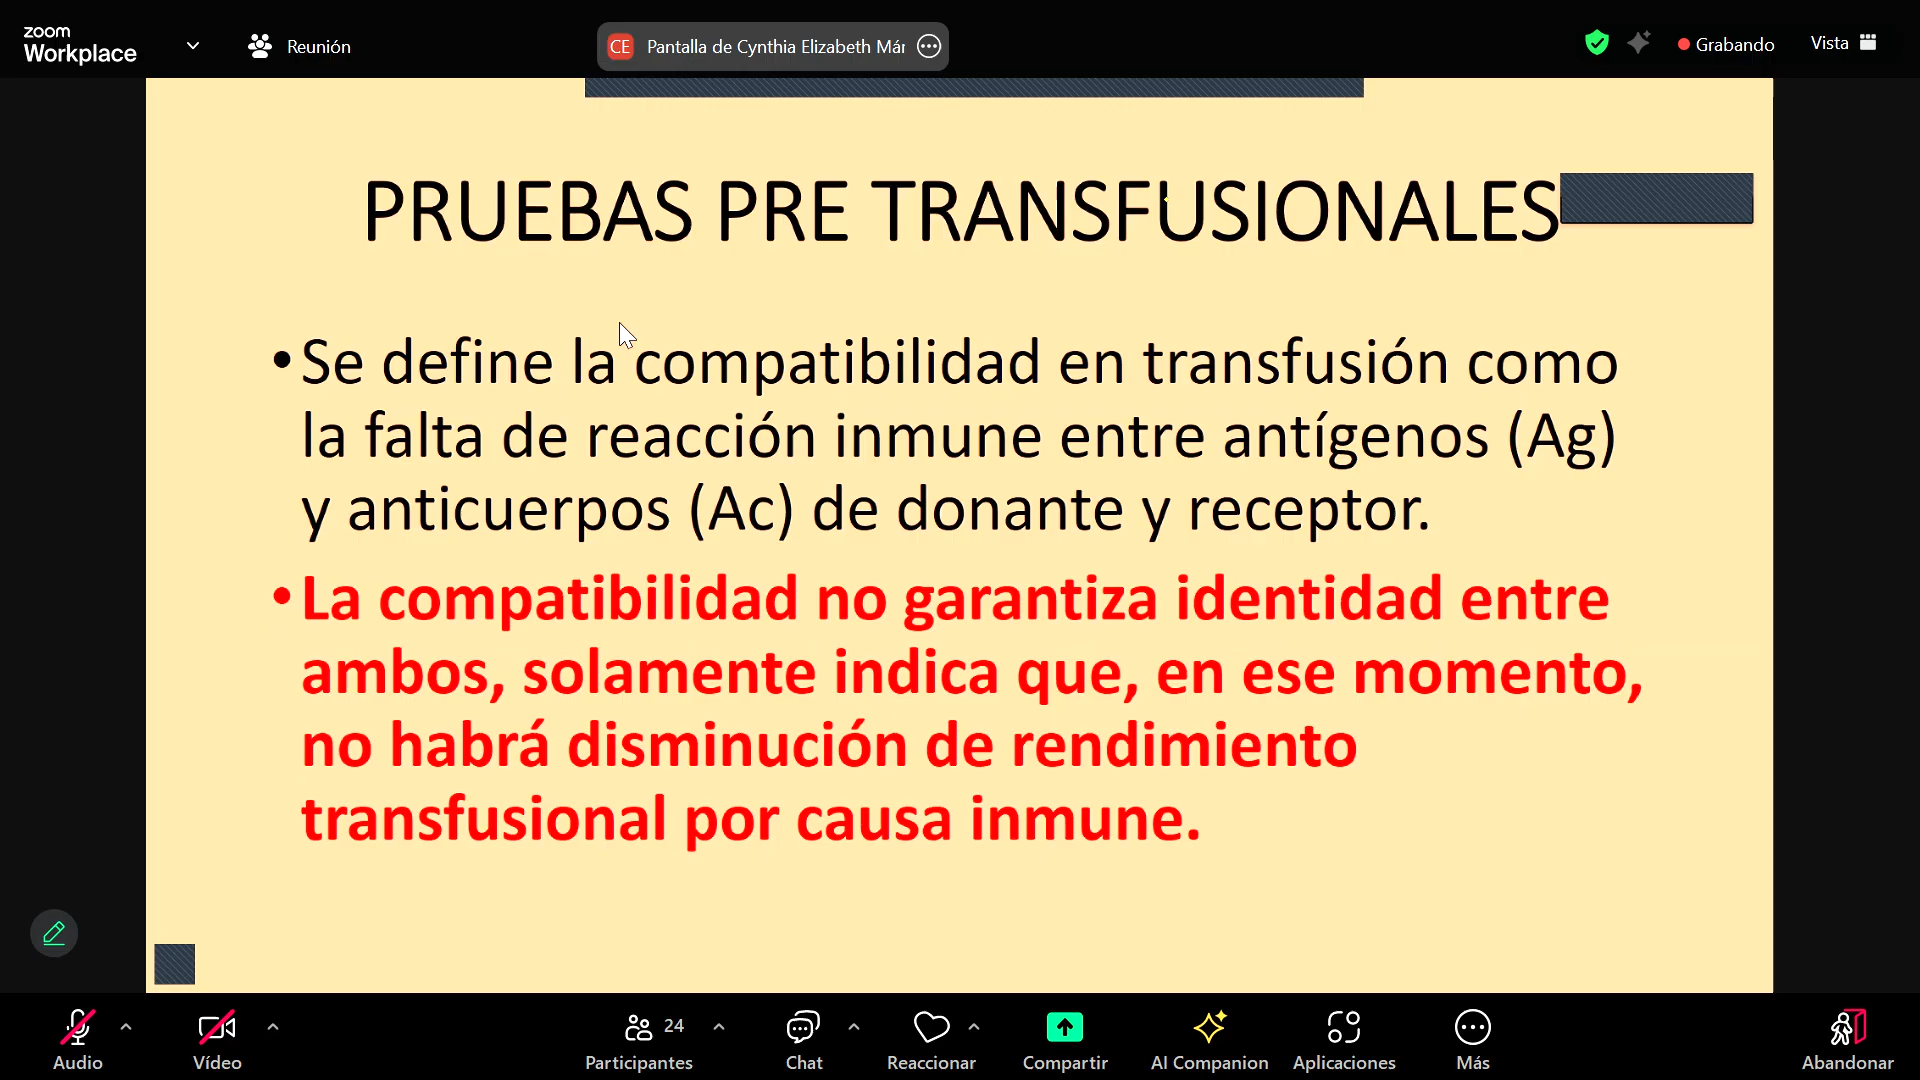 zoom
Workplace
Reunión
CE Pantalla de Cynthia Elizabeth Már
Grabando
Vista
PRUEBAS PRE TRANSFUSIONALES
•Se define la compatibilidad en transfusión como
la falta de reacción inmune entre antígenos (Ag)
y anticuerpos (Ac) de donante y receptor.
•La compatibilidad no garantiza identidad entre
ambos, solamente indica que, en ese momento,
no habrá disminución de rendimiento
transfusional por causa inmune.
Audio
Vídeo
24
Participantes
Chat
Reaccionar
Compartir
AI Companion
Aplicaciones
Más
Abandonar